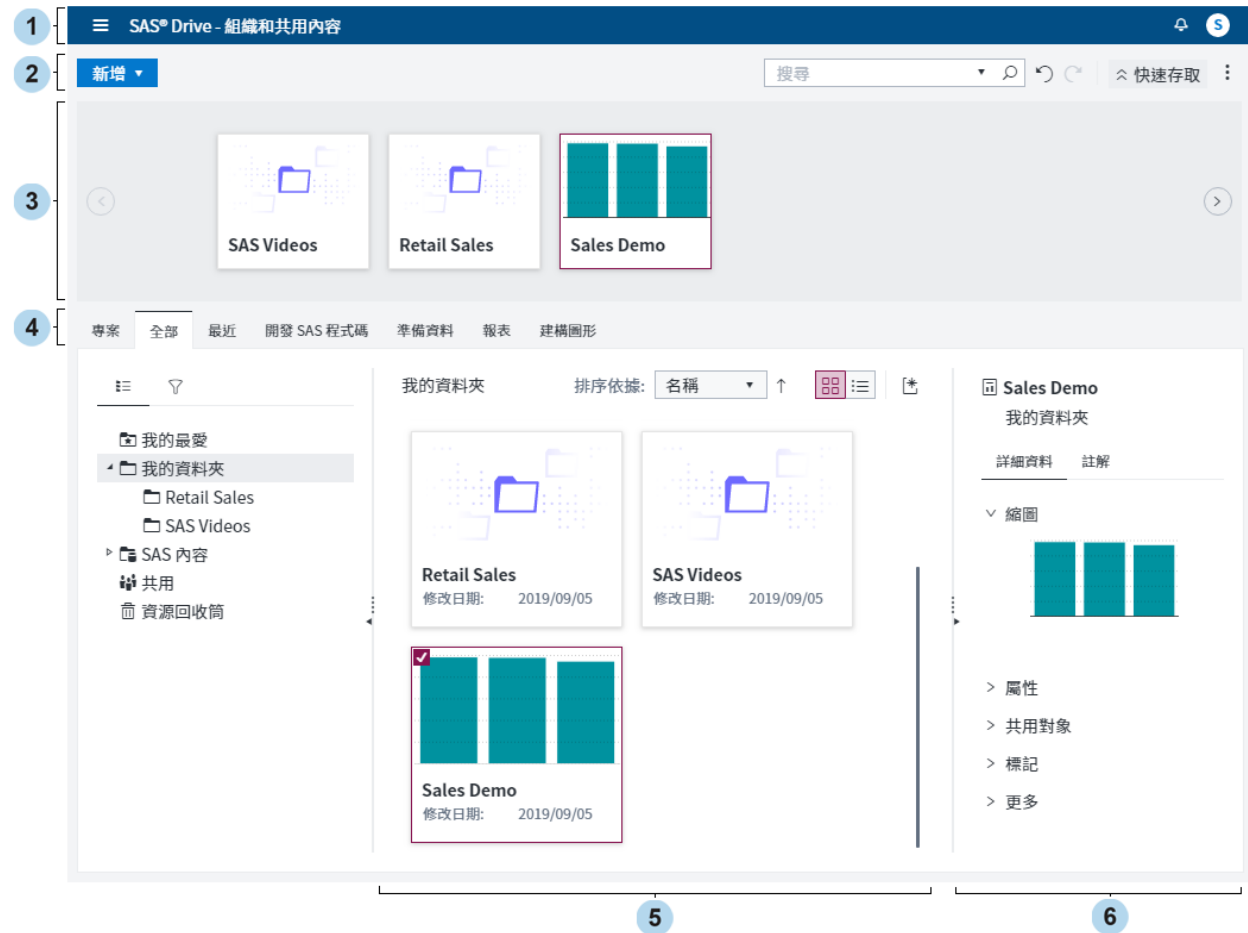 1
SAS® Drive - 組織和共用內容
S
2
新增
搜尋
快速存取
3
SAS Videos
Retail Sales
Sales Demo
4
專案
全部
最近
開發 SAS 程式碼
準備資料
報表
建構圖形
我的最愛
我的資料夾
Retail Sales
SAS Videos
SAS 內容
共用
資源回收筒
我的資料夾
排序依據:
名稱
Retail Sales
修改日期: 2019/09/05
SAS Videos
修改日期: 2019/09/05
Sales Demo
修改日期: 2019/09/05
Sales Demo
我的資料夾
詳細資料
註解
縮圖
屬性
共用對象
標記
更多
5
6